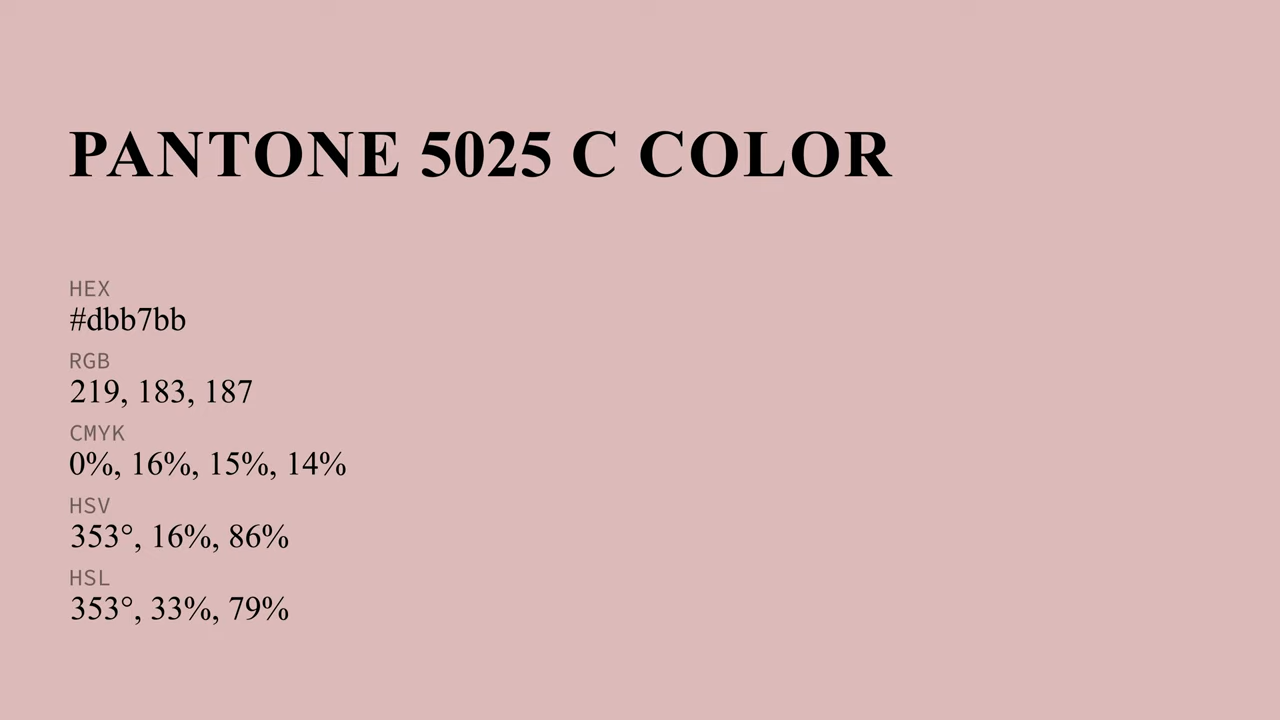 PANTONE 5025 C COLOR
HEX
#dbb7bb
RGB
219, 183, 187
CMYK
0%, 16%, 15%, 14%
HSV
353°, 16%, 86%
HSL
353°, 33%, 79%